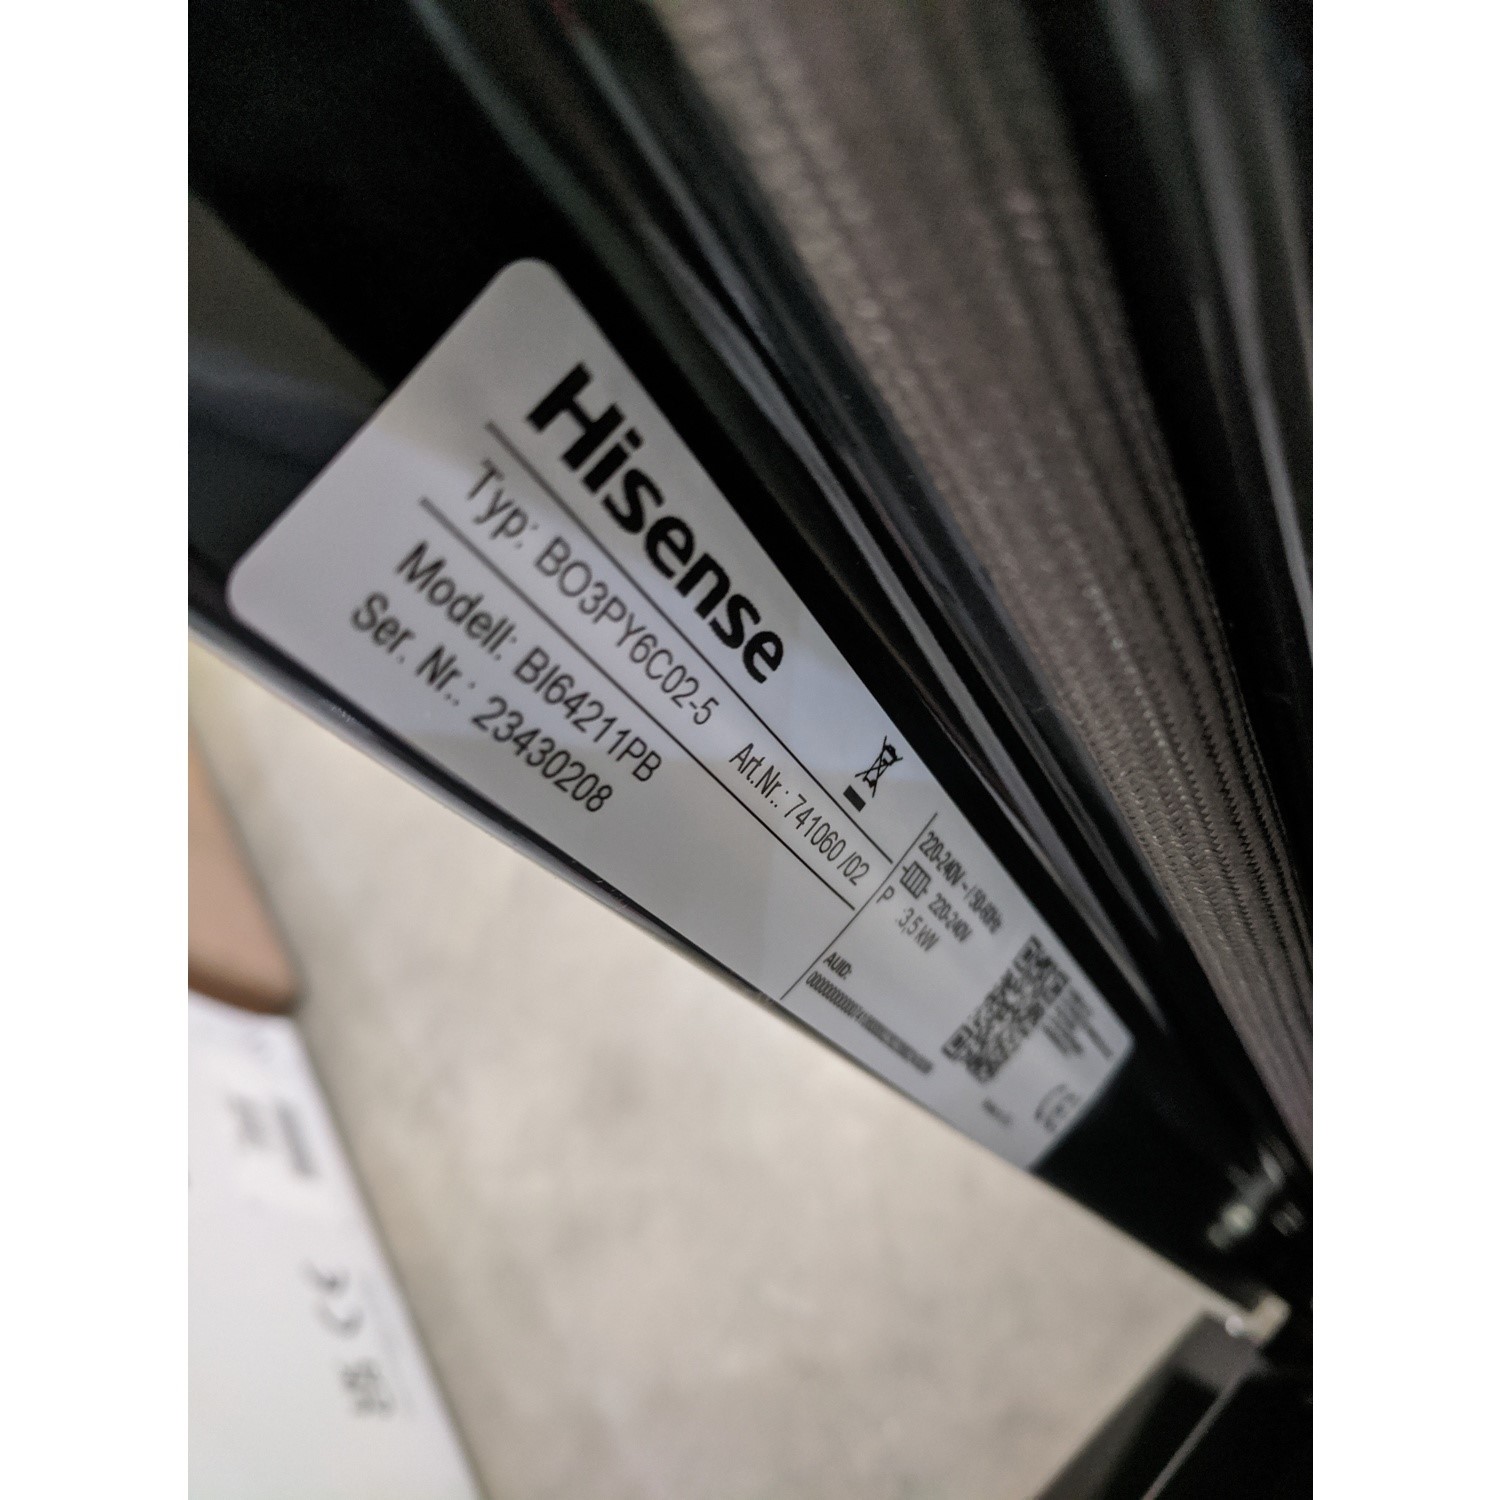 Hisense
Typ: BO3PY6C02-5 Art.Nr.: 741060 /02
Modell: BI64211PB
Ser. Nr.: 23430208
220-240V ~ / 50-60Hz
220-240V
P :3,5 kW
AUID: